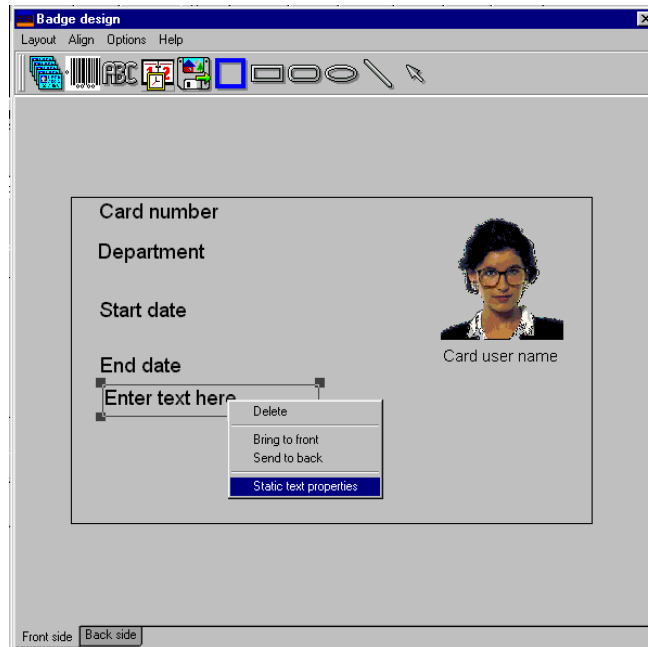 Badge design
Layout Align Options Help
ABC
Card number
Department
Start date
End date
Card user name
Enter text here
Delete
Bring to front
Send to back
Static text properties
Front side Back side